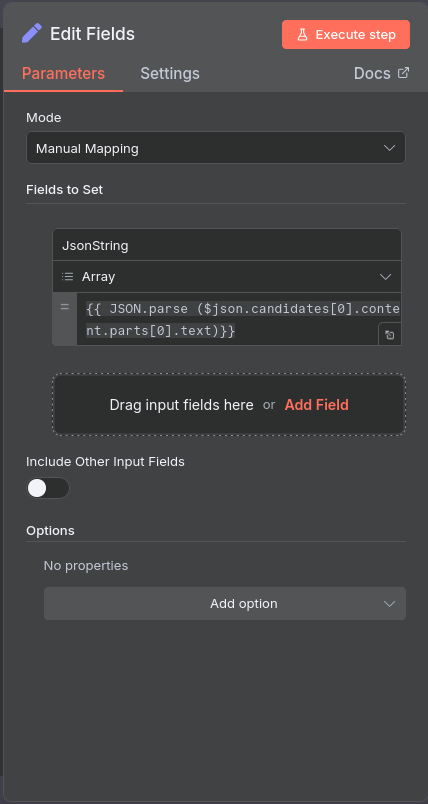 Edit Fields
Execute step
Parameters
Settings
Docs
Mode
Manual Mapping
Fields to Set
JsonString
Array
=
{{ JSON.parse ($json.candidates[0].conte
nt.parts[0].text)}}
Drag input fields here or Add Field
Include Other Input Fields
Options
No properties
Add option